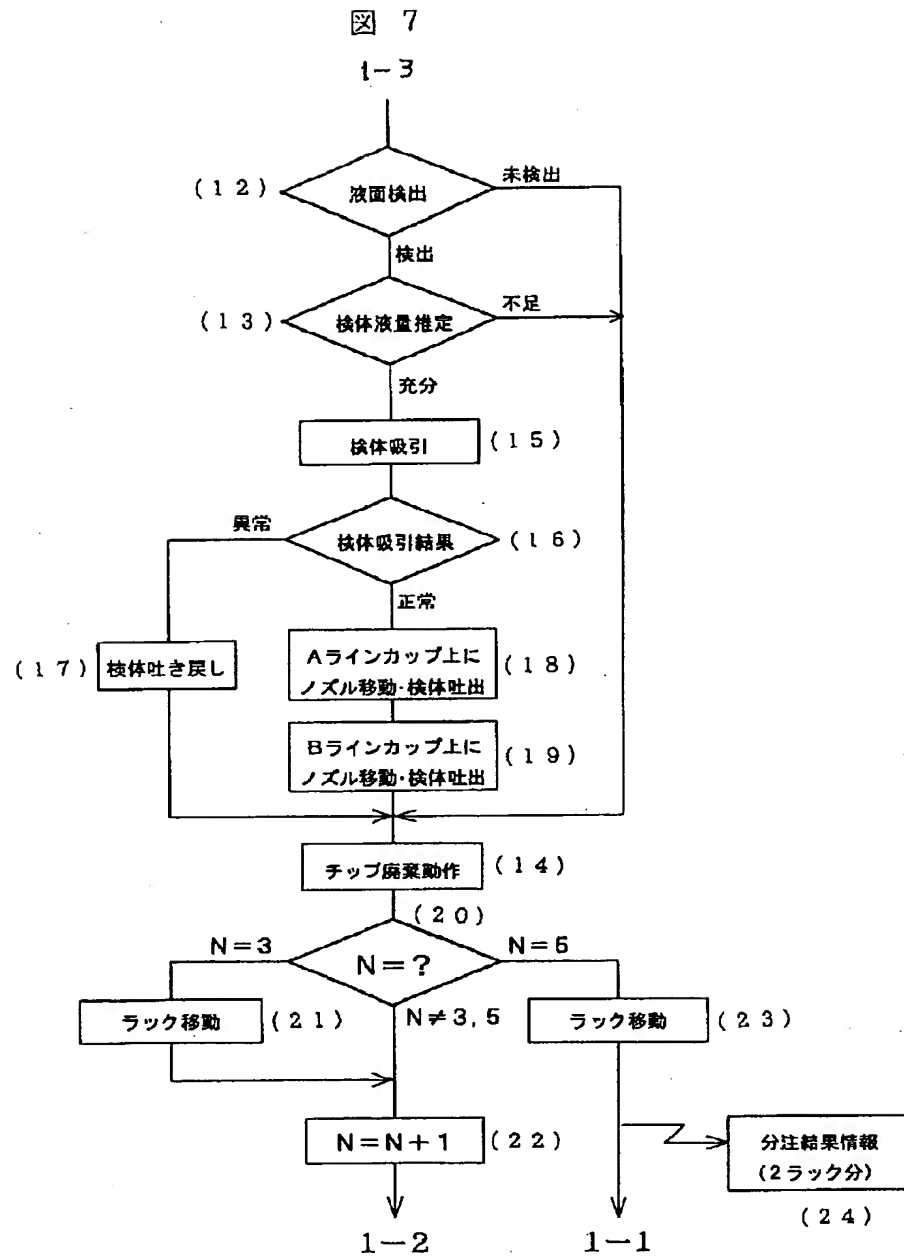 図 7
1-3
(12)
液面検出
未検出
検出
(13)
検体液量推定
不足
充分
検体吸引
(15)
異常
検体吸引結果
(16)
正常
(17)
検体吐き戻し
Aラインカップ上に
ノズル移動・検体吐出
(18)
Bラインカップ上に
ノズル移動・検体吐出
(19)
チップ廃棄動作
(14)
(20)
N=3
N=?
N=5
ラック移動
(21)
N≠3,5
ラック移動
(23)
N=N+1
(22)
分注結果情報
(2ラック分)
(24)
1-2
1-1